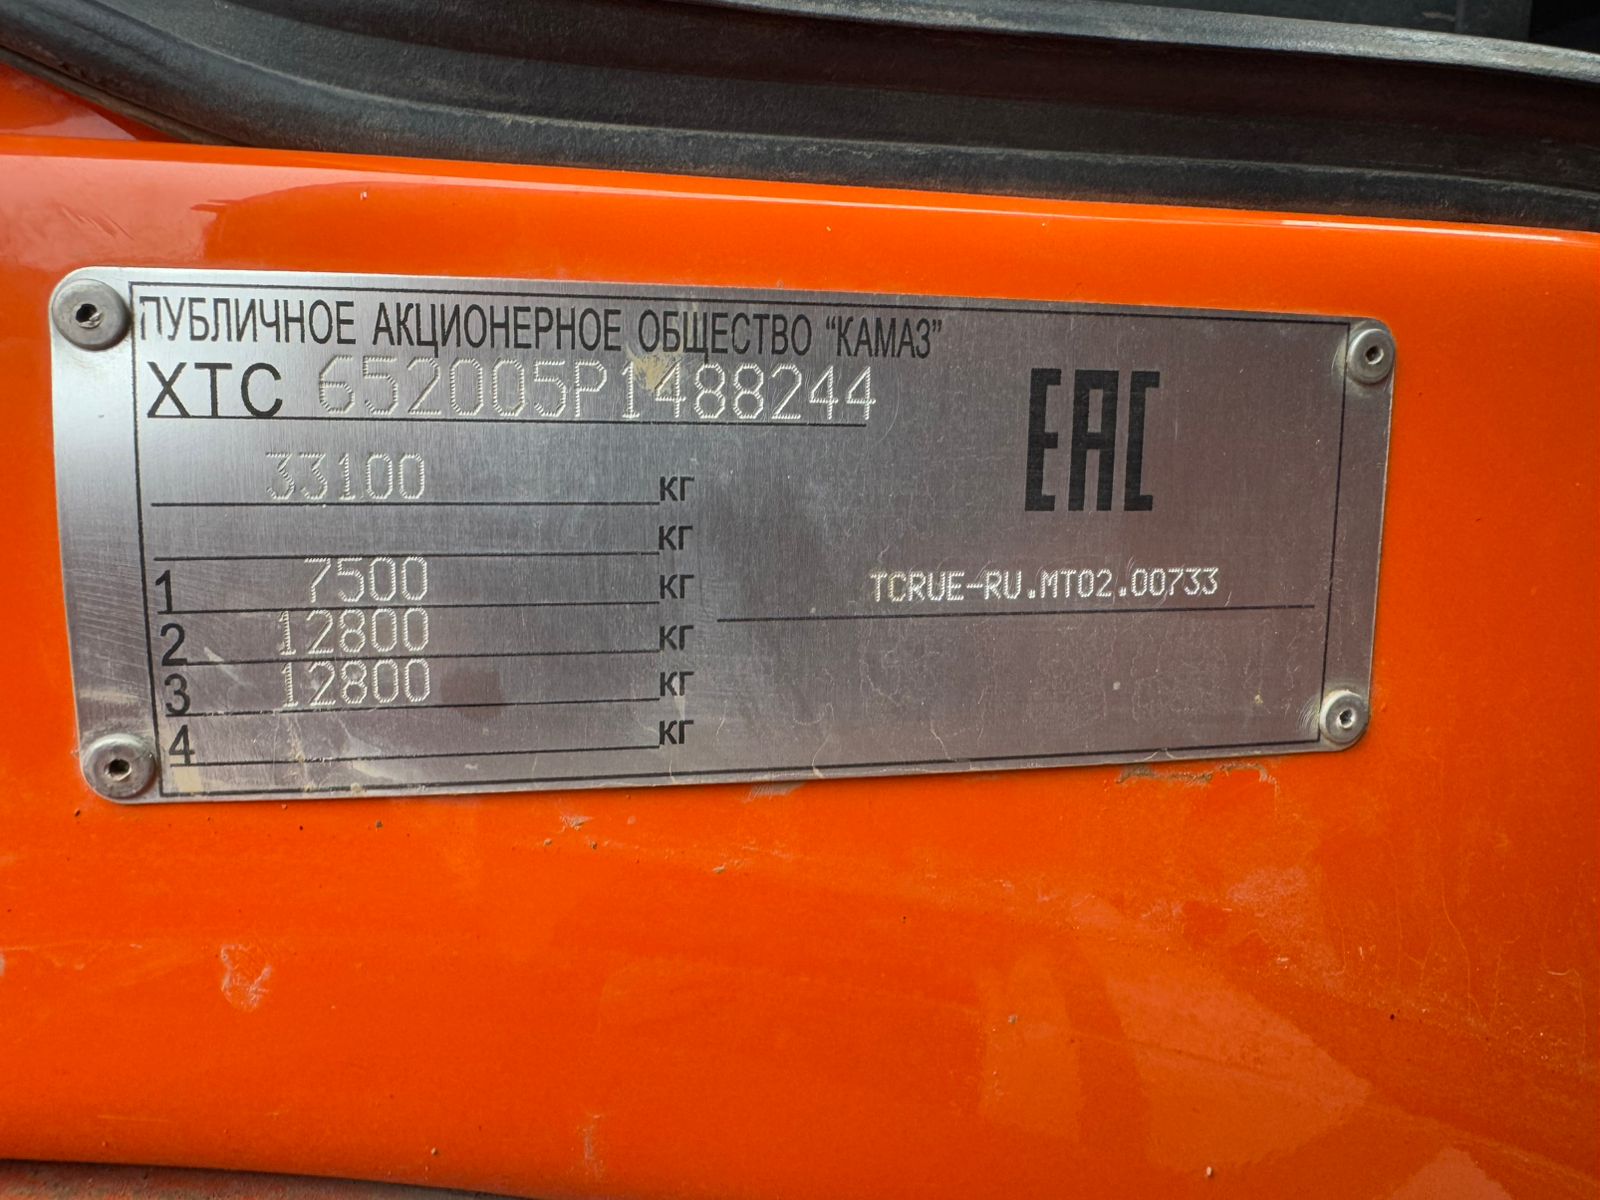 ПУБЛИЧНОЕ АКЦИОНЕРНОЕ ОБЩЕСТВО “КАМАЗ”
XTC 652005P1488244
EAC
33100 кг
кг
1 7500 кг
TCRUE-RU.MT02.00733
2 12800 кг
3 12800 кг
4 кг